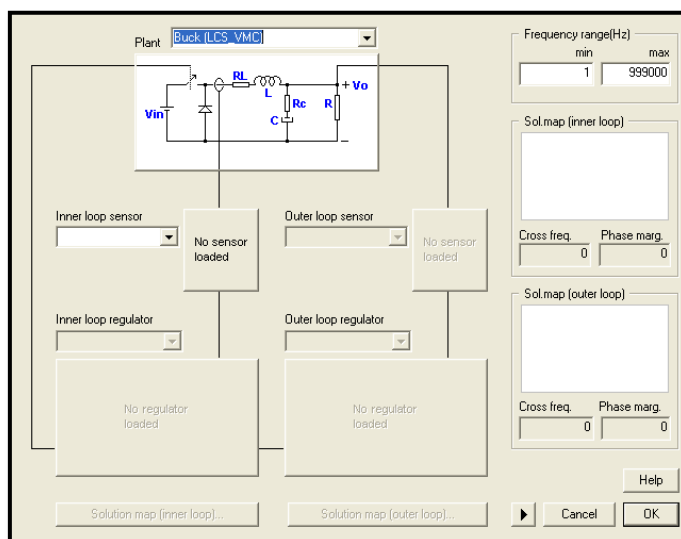 Plant
Buck (LCS_VMC)
Vin
RL
L
Rc
C
R
+ Vo
−
Frequency range(Hz)
min
max
1
999000
Sol.map (inner loop)
Cross freq.
Phase marg.
0
0
Inner loop sensor
No sensor
loaded
Outer loop sensor
No sensor
loaded
Inner loop regulator
No regulator
loaded
Outer loop regulator
No regulator
loaded
Sol.map (outer loop)
Cross freq.
Phase marg.
0
0
Solution map (inner loop)...
Solution map (outer loop)...
Help
Cancel
OK